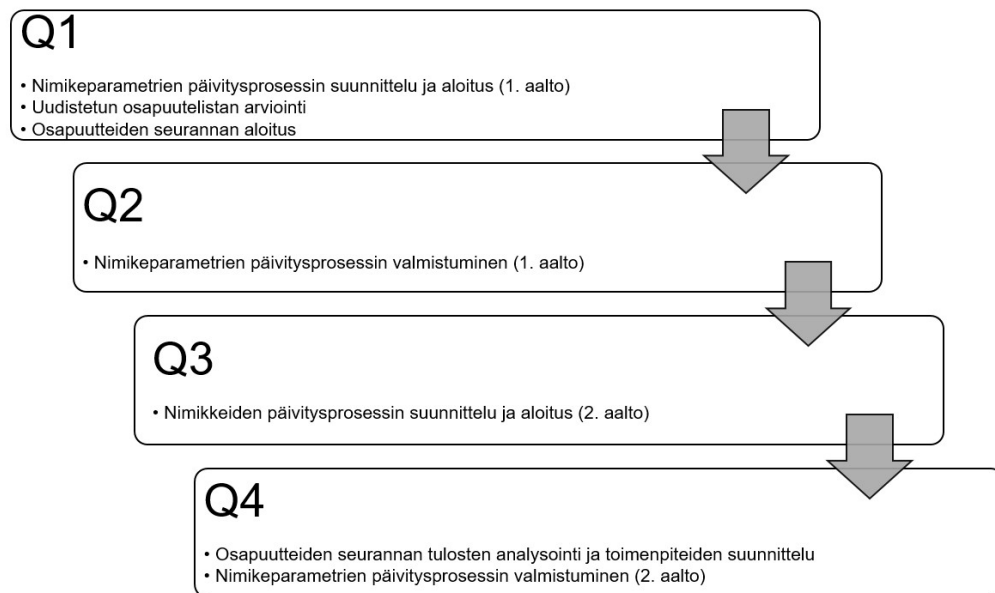 Q1
• Nimikeparametrien päivitysprosessin suunnittelu ja aloitus (1. aalto)
• Uudistetun osapuutelistan arviointi
• Osapuutteiden seurannan aloitus
Q2
• Nimikeparametrien päivitysprosessin valmistuminen (1. aalto)
Q3
• Nimikkeiden päivitysprosessin suunnittelu ja aloitus (2. aalto)
Q4
• Osapuutteiden seurannan tulosten analysointi ja toimenpiteiden suunnittelu
• Nimikeparametrien päivitysprosessin valmistuminen (2. aalto)